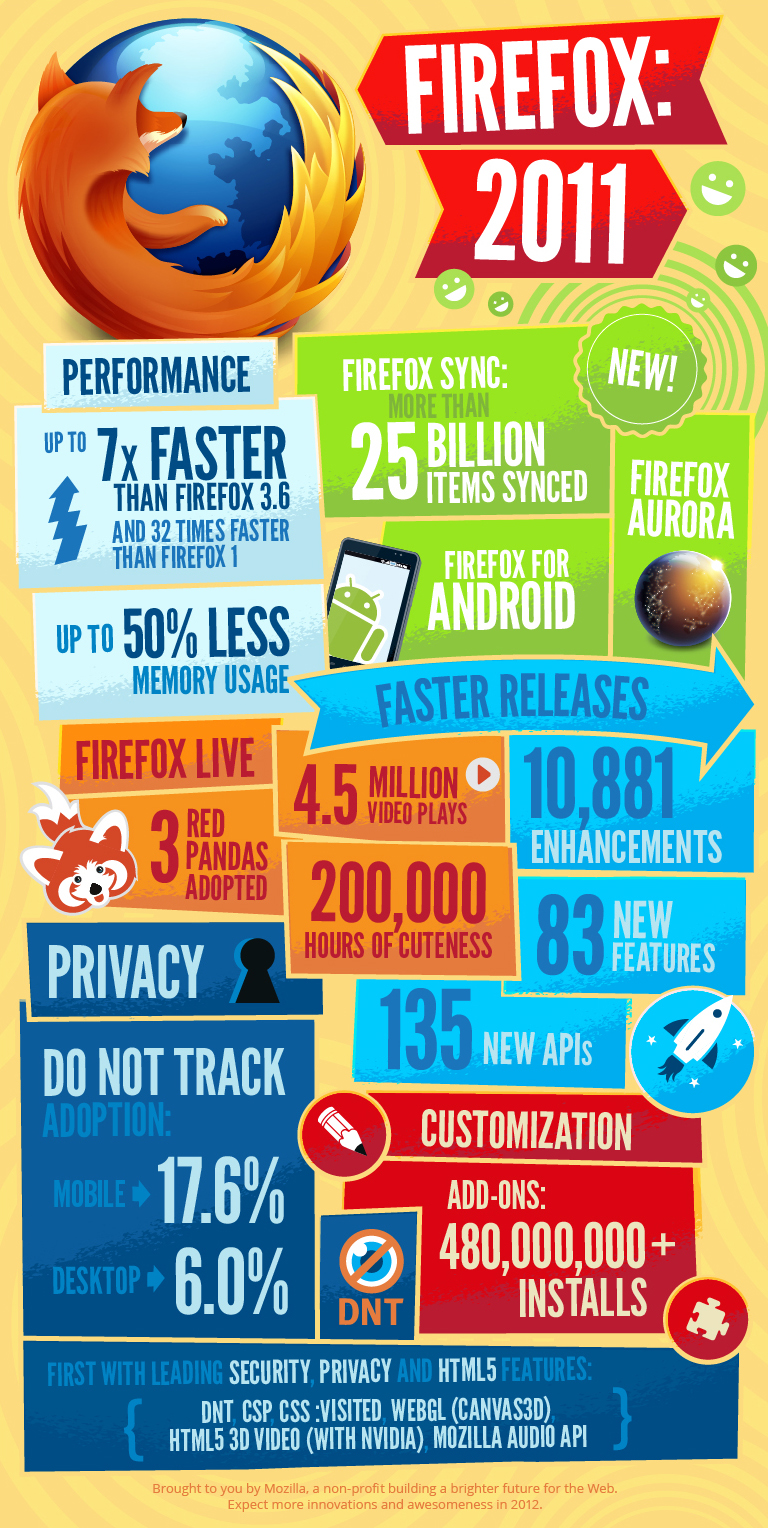 FIREFOX:
2011
PERFORMANCE
UP TO 7X FASTER
THAN FIREFOX 3.6
AND 32 TIMES FASTER
THAN FIREFOX 1
UP TO 50% LESS
MEMORY USAGE
FIREFOX SYNC:
MORE THAN
25 BILLION
ITEMS SYNCED
NEW!
FIREFOX
AURORA
FIREFOX FOR
ANDROID
FASTER RELEASES
10,881
ENHANCEMENTS
83 NEW
FEATURES
135 NEW APIs
FIREFOX LIVE
3 RED
PANDAS
ADOPTED
4.5 MILLION
VIDEO PLAYS
200,000
HOURS OF CUTENESS
PRIVACY
DO NOT TRACK
ADOPTION:
MOBILE 17.6%
DESKTOP 6.0%
DNT
CUSTOMIZATION
ADD-ONS:
480,000,000+
INSTALLS
FIRST WITH LEADING SECURITY, PRIVACY AND HTML5 FEATURES:
{ DNT, CSP, CSS :VISITED, WEBGL (CANVAS3D),
HTML5 3D VIDEO (WITH NVIDIA), MOZILLA AUDIO API }
Brought to you by Mozilla, a non-profit building a brighter future for the Web.
Expect more innovations and awesomeness in 2012.